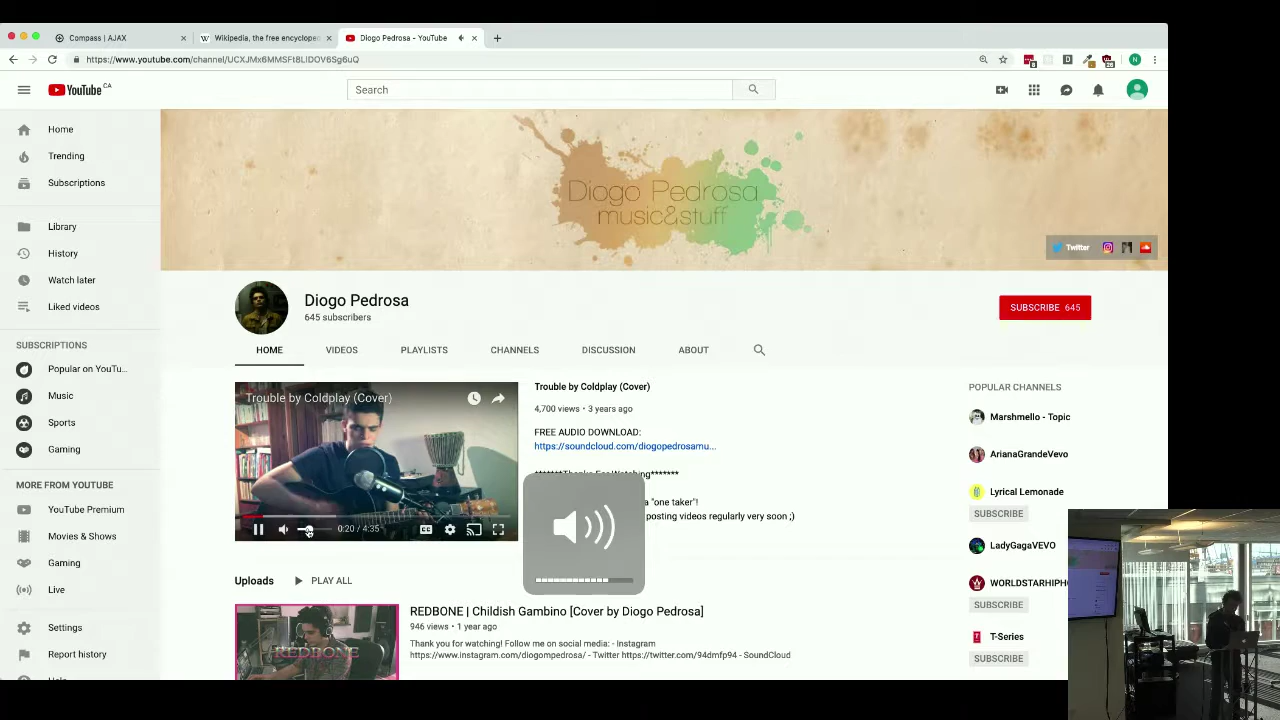 Compass | AJAX
Wikipedia, the free encycloped
Diogo Pedrosa - YouTube
https://www.youtube.com/channel/UCXJMx6MMSFt8LlDOV6Sg6uQ
YouTube CA
Search
Home
Trending
Subscriptions
Library
History
Watch later
Liked videos
SUBSCRIPTIONS
Popular on YouTu...
Music
Sports
Gaming
MORE FROM YOUTUBE
YouTube Premium
Movies & Shows
Gaming
Live
Settings
Report history
Diogo Pedrosa
music&stuff
Twitter
Diogo Pedrosa
645 subscribers
SUBSCRIBE 645
HOME
VIDEOS
PLAYLISTS
CHANNELS
DISCUSSION
ABOUT
Trouble by Coldplay (Cover)
0:20 / 4:35
Trouble by Coldplay (Cover)
4,700 views • 3 years ago
FREE AUDIO DOWNLOAD:
https://soundcloud.com/diogopedrosamu...
*******Thanks For Watching*******
a "one taker"!
posting videos regularly very soon ;)
Uploads
PLAY ALL
REDBONE
REDBONE | Childish Gambino [Cover by Diogo Pedrosa]
946 views • 1 year ago
Thank you for watching! Follow me on social media: - Instagram
https://www.instagram.com/diogompedrosa/ - Twitter https://twitter.com/94dmfp94 - SoundCloud
POPULAR CHANNELS
Marshmello - Topic
ArianaGrandeVevo
Lyrical Lemonade
SUBSCRIBE
LadyGagaVEVO
WORLDSTARHIPH
SUBSCRIBE
T-Series
SUBSCRIBE